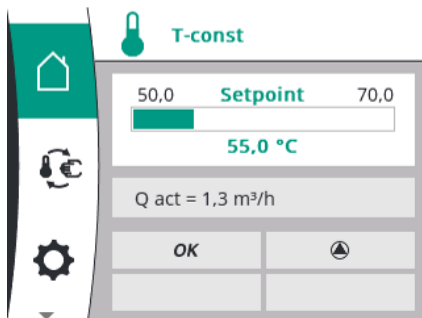 T-const
50,0 Setpoint 70,0
55,0 °C
Q act = 1,3 m³/h
OK